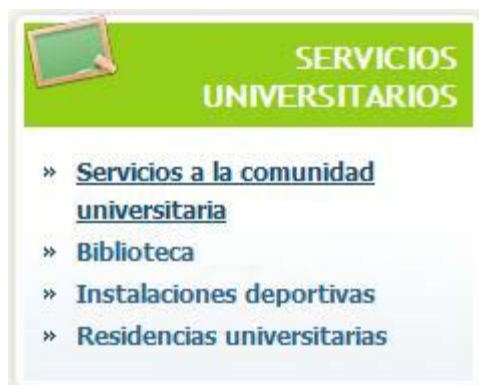 SERVICIOS
UNIVERSITARIOS
» Servicios a la comunidad
universitaria
» Biblioteca
» Instalaciones deportivas
» Residencias universitarias